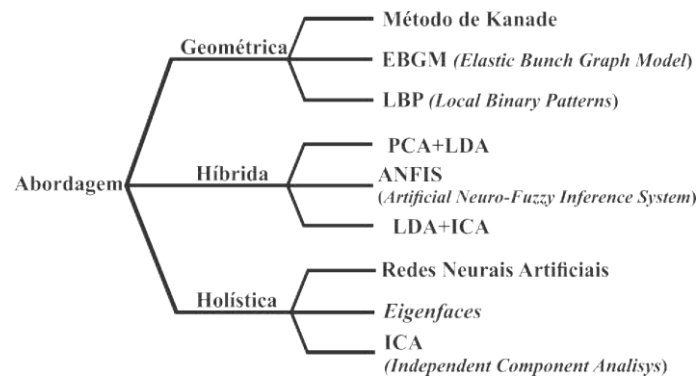 Abordagem
Geométrica
Método de Kanade
EBGM (Elastic Bunch Graph Model)
LBP (Local Binary Patterns)
Híbrida
PCA+LDA
ANFIS
(Artificial Neuro-Fuzzy Inference System)
LDA+ICA
Holística
Redes Neurais Artificiais
Eigenfaces
ICA
(Independent Component Analisys)